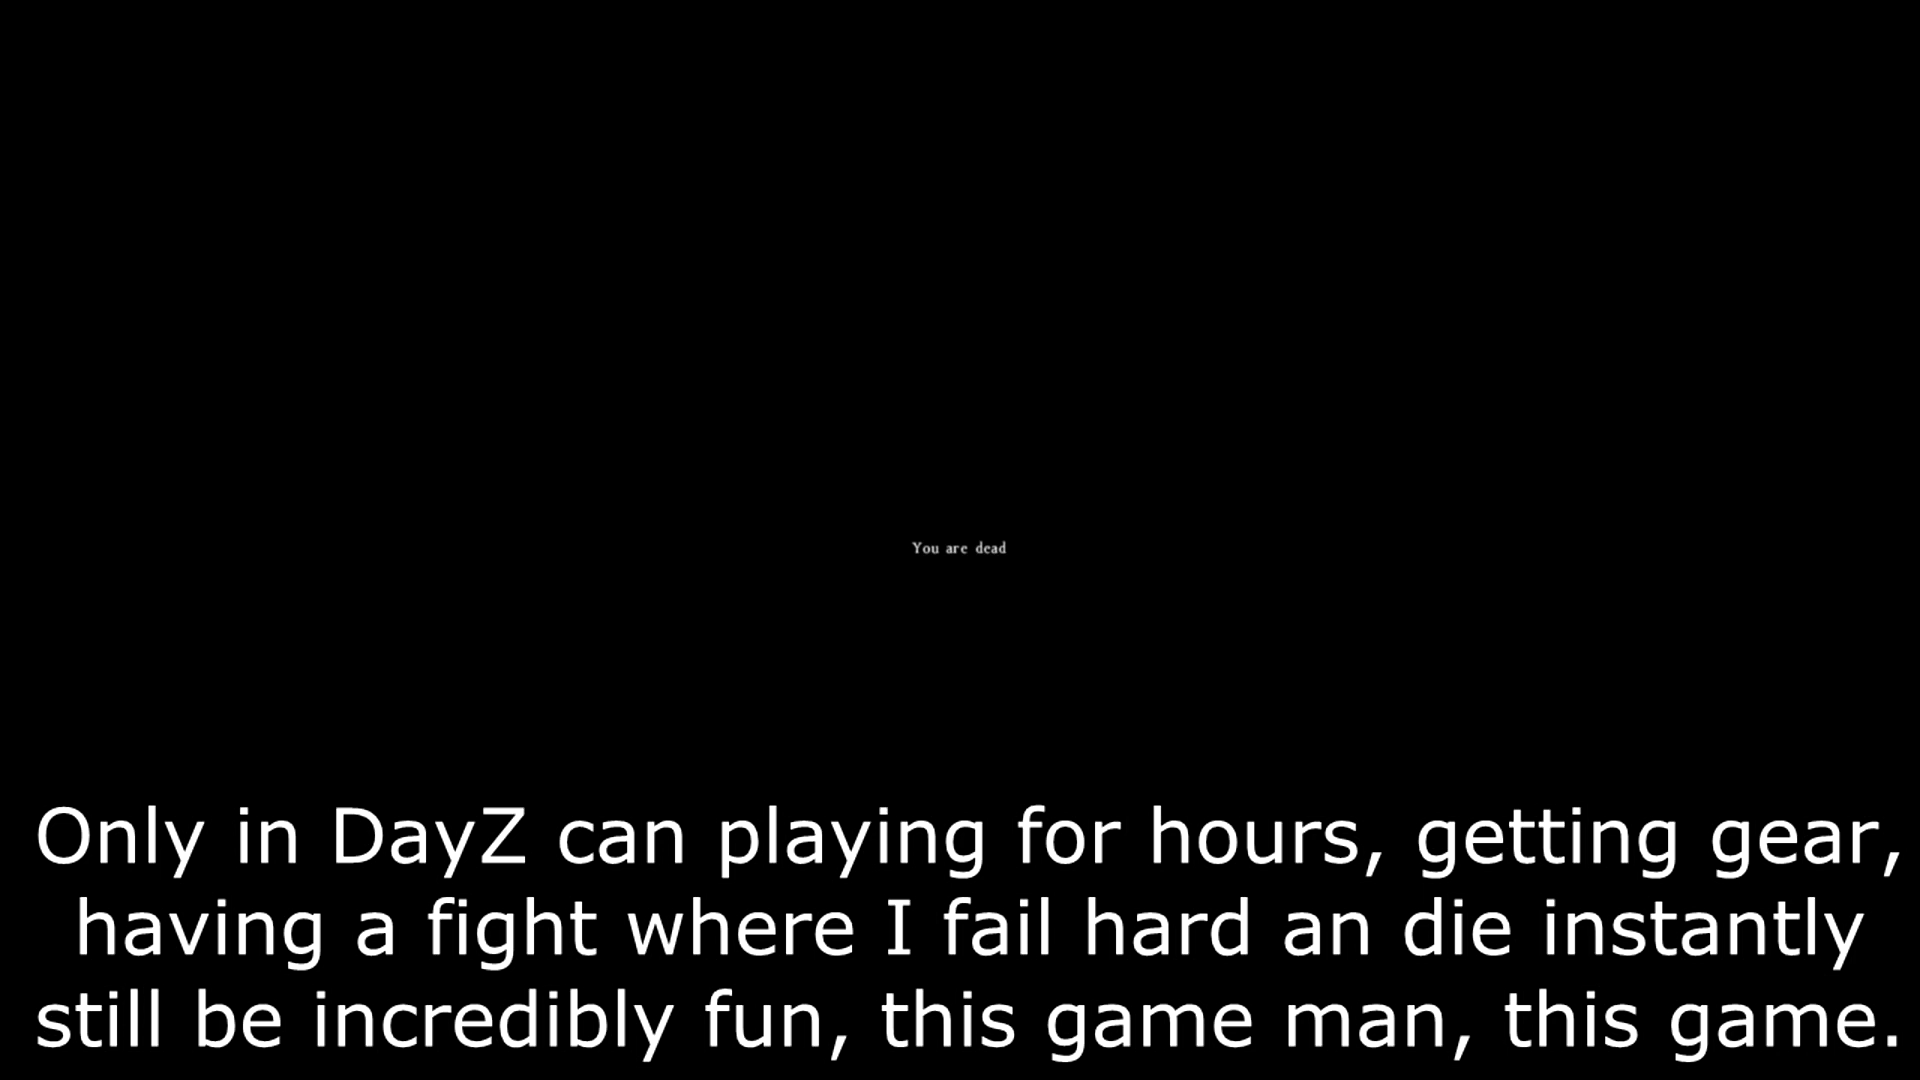 You are dead
Only in DayZ can playing for hours, getting gear,
having a fight where I fail hard an die instantly
still be incredibly fun, this game man, this game.